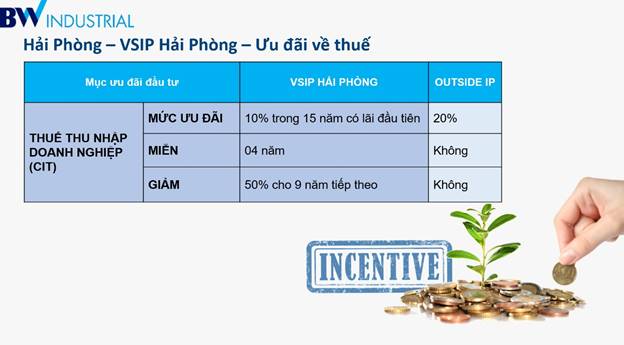 BW INDUSTRIAL
Hải Phòng – VSIP Hải Phòng – Ưu đãi về thuế
Mục ưu đãi đầu tư VSIP HẢI PHÒNG OUTSIDE IP
THUẾ THU NHẬP DOANH NGHIỆP (CIT)
MỨC ƯU ĐÃI 10% trong 15 năm có lãi đầu tiên 20%
MIỄN 04 năm Không
GIẢM 50% cho 9 năm tiếp theo Không
INCENTIVE